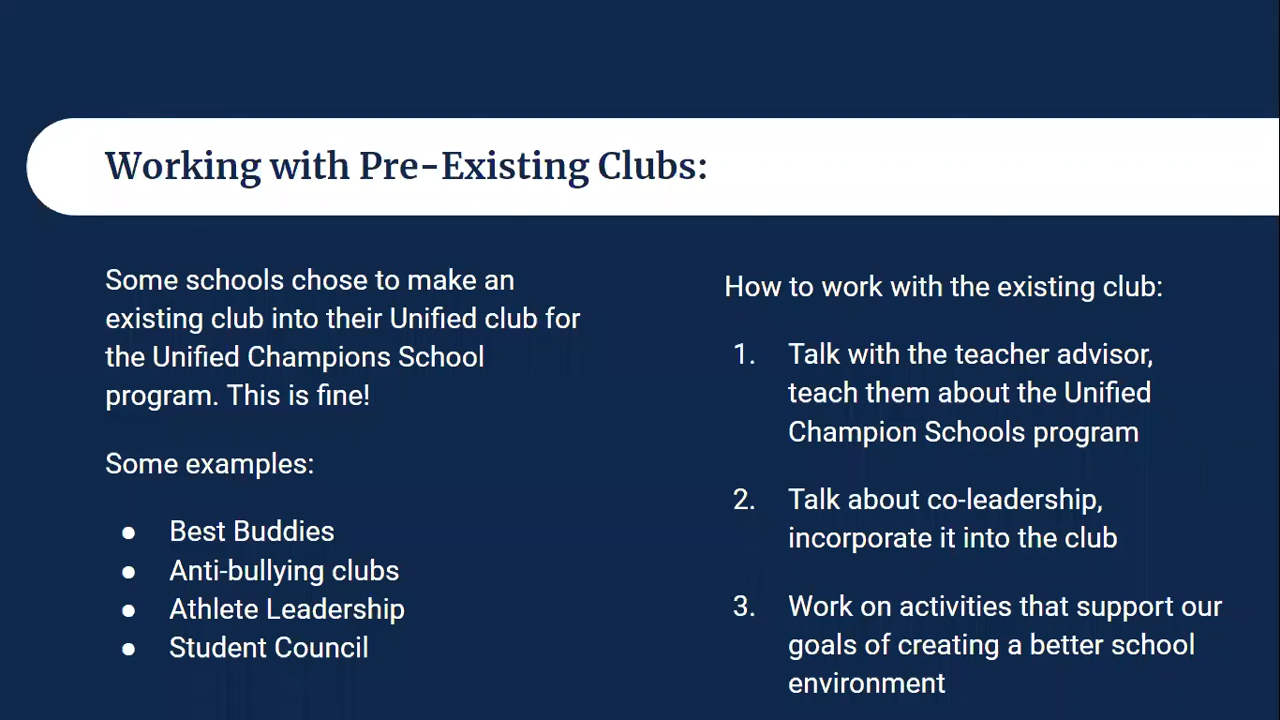 Working with Pre-Existing Clubs:
Some schools chose to make an
existing club into their Unified club for
the Unified Champions School
program. This is fine!
Some examples:
● Best Buddies
● Anti-bullying clubs
● Athlete Leadership
● Student Council
How to work with the existing club:
1. Talk with the teacher advisor,
teach them about the Unified
Champion Schools program
2. Talk about co-leadership,
incorporate it into the club
3. Work on activities that support our
goals of creating a better school
environment